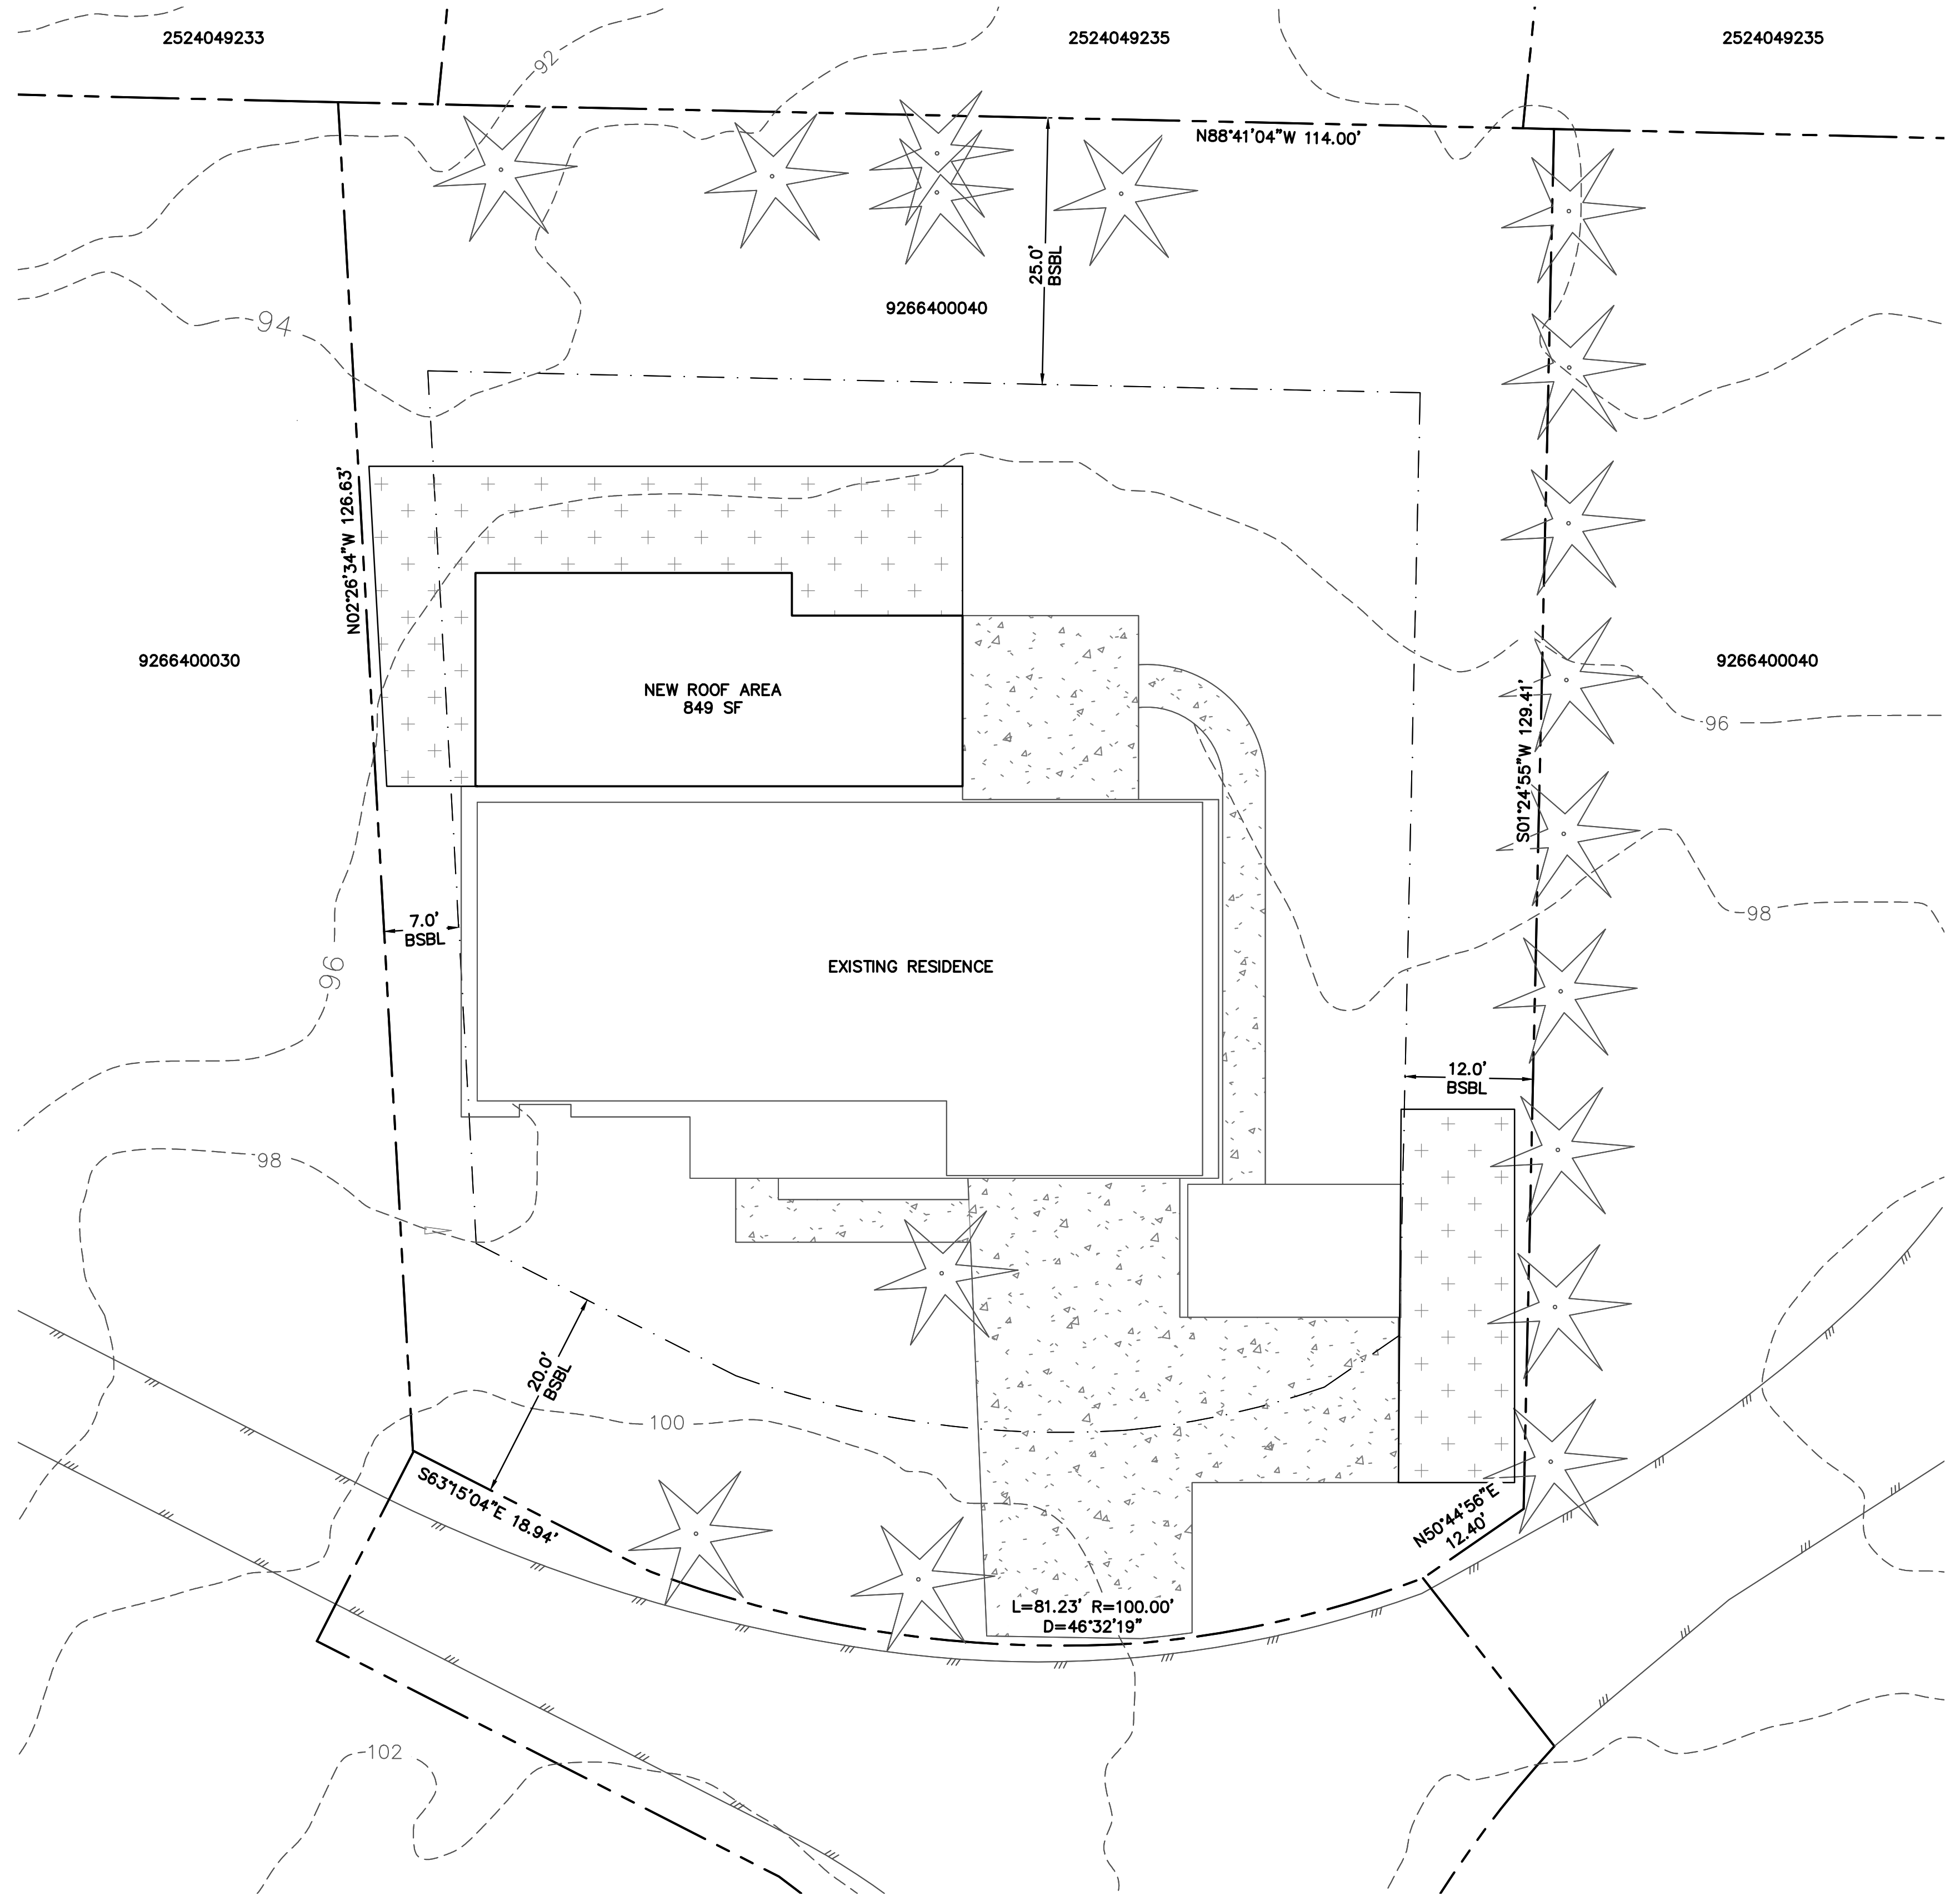 2524049233
2524049235
2524049235
92
N88°41'04"W 114.00'
25.0'
BSBL
9266400040
94
N02°26'34"W 126.63'
9266400030
NEW ROOF AREA
849 SF
9266400040
S01°24'55"W 129.41'
96
98
7.0'
BSBL
EXISTING RESIDENCE
96
12.0'
BSBL
98
20.0'
BSBL
100
S63°15'04"E 18.94'
N50°44'56"E
12.40'
L=81.23' R=100.00'
D=46°32'19"
102